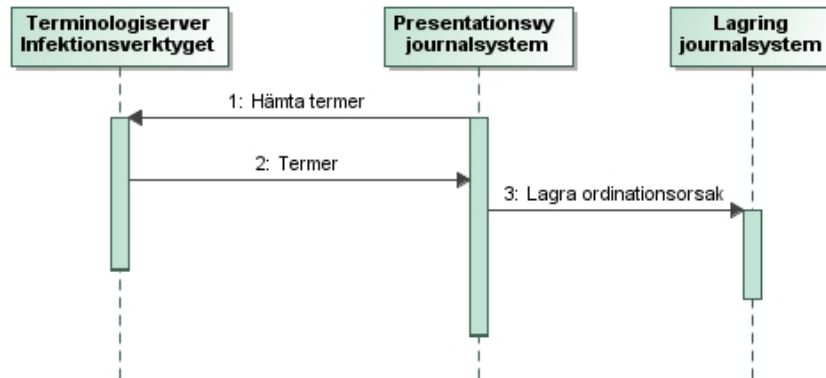 Terminologiserver
Infektionsverktyget
Presentationsvy
journalsystem
Lagring
journalsystem
1: Hämta termer
2: Termer
3: Lagra ordinationsorsak